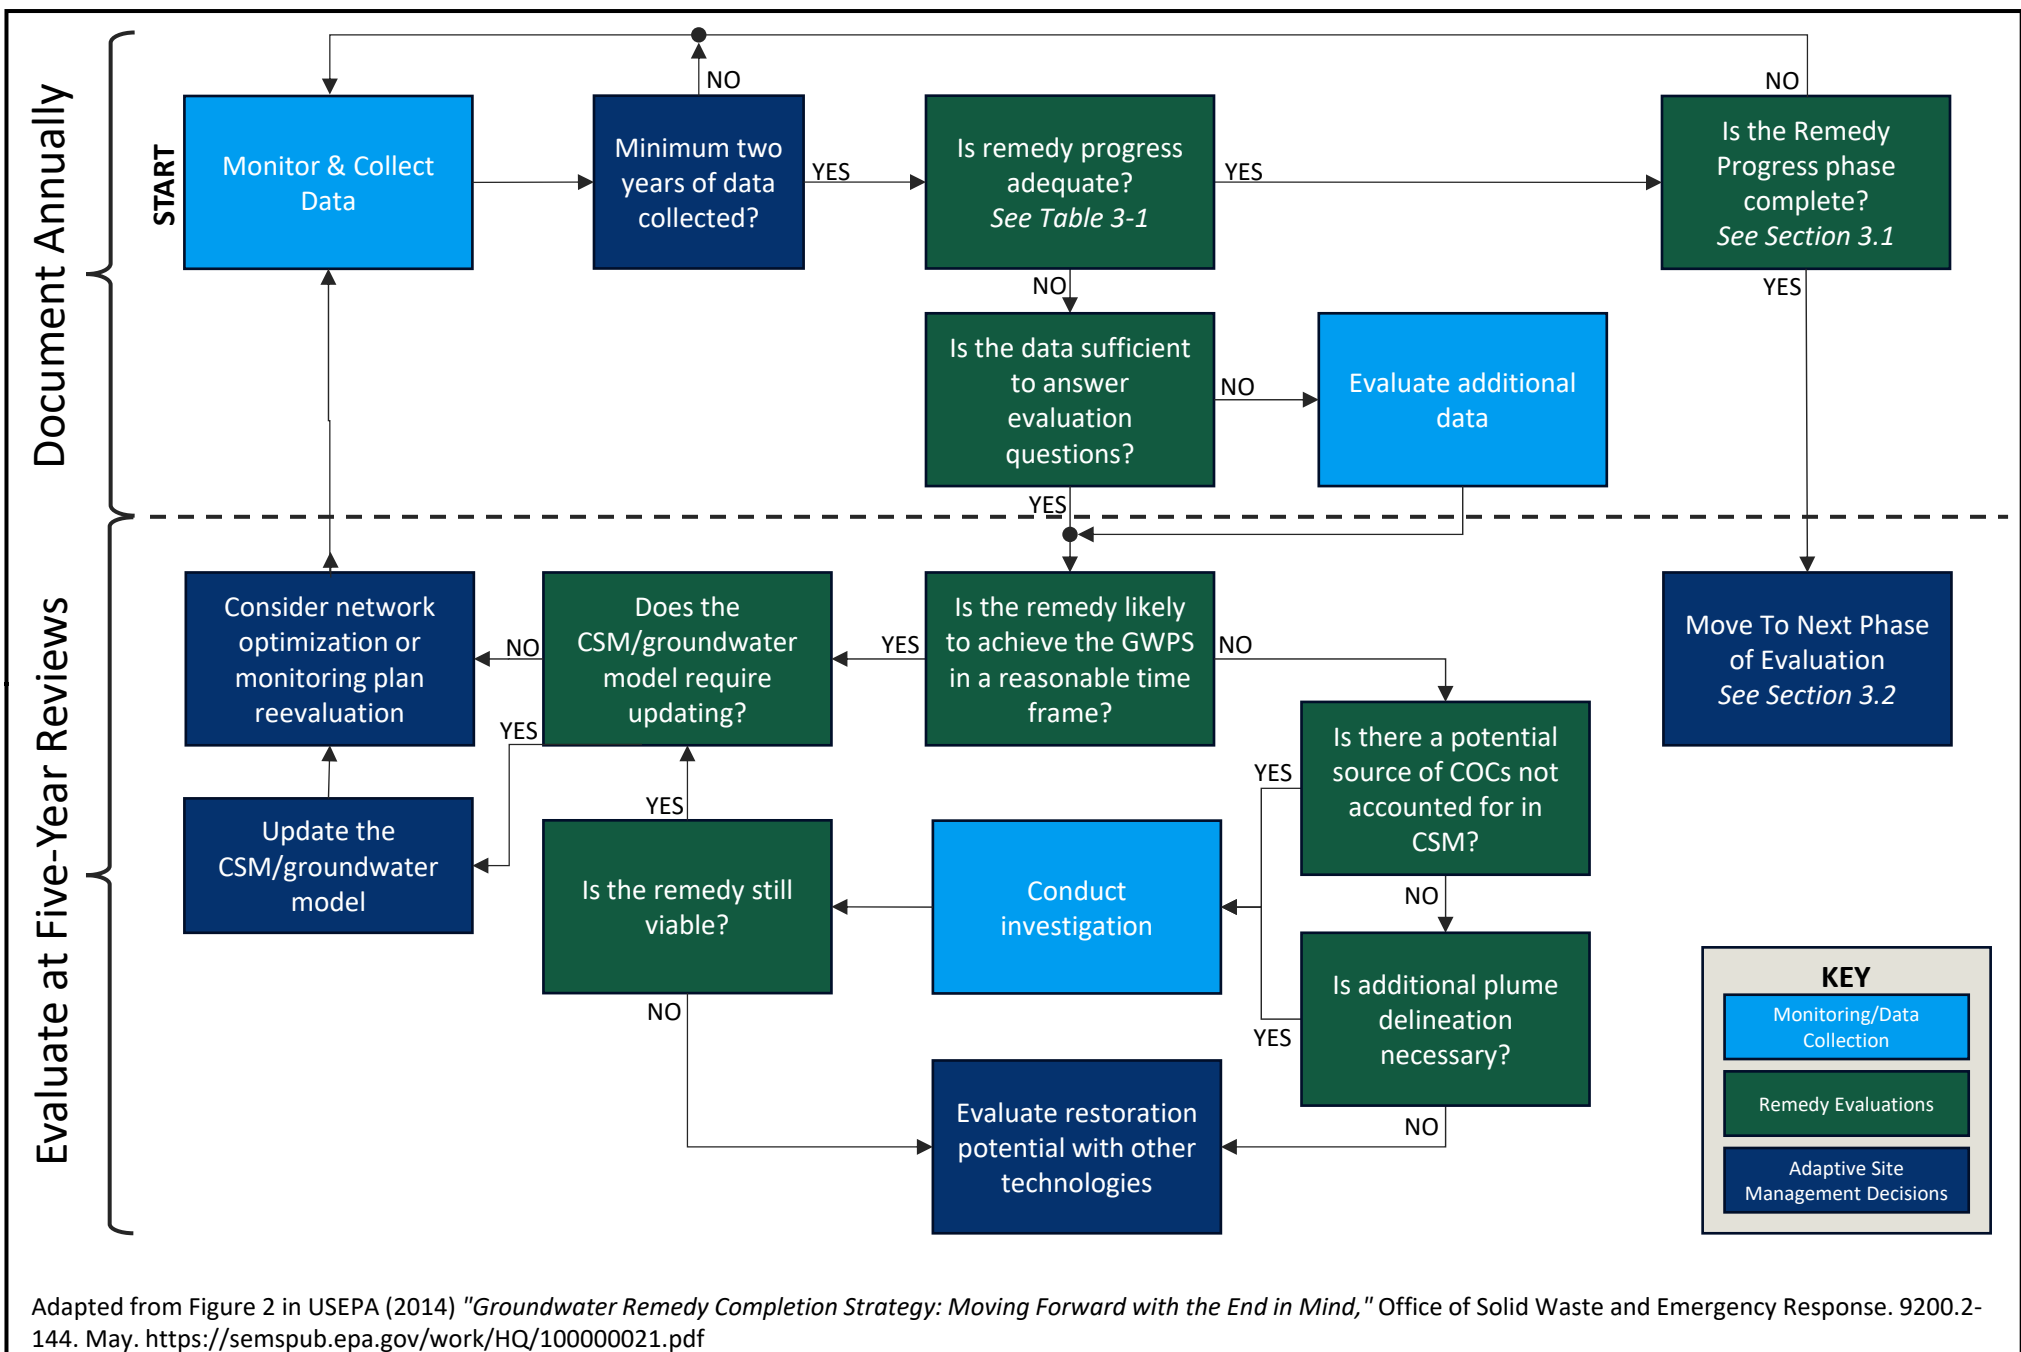 Document Annually
Evaluate at Five-Year Reviews
START
Monitor & Collect
Data
NO
Minimum two
years of data
collected?
YES
Is remedy progress
adequate?
See Table 3-1
YES
NO
Is the Remedy
Progress phase
complete?
See Section 3.1
YES
NO
Is the data sufficient
to answer
evaluation
questions?
NO
Evaluate additional
data
YES
Consider network
optimization or
monitoring plan
reevaluation
NO
Does the
CSM/groundwater
model require
updating?
YES
YES
Is the remedy likely
to achieve the GWPS
in a reasonable time
frame?
NO
Move To Next Phase
of Evaluation
See Section 3.2
Update the
CSM/groundwater
model
YES
Is the remedy still
viable?
NO
Conduct
investigation
YES
Is there a potential
source of COCs not
accounted for in
CSM?
NO
YES
Is additional plume
delineation
necessary?
NO
Evaluate restoration
potential with other
technologies
KEY
Monitoring/Data
Collection
Remedy Evaluations
Adaptive Site
Management Decisions
Adapted from Figure 2 in USEPA (2014) "Groundwater Remedy Completion Strategy: Moving Forward with the End in Mind," Office of Solid Waste and Emergency Response. 9200.2-
144. May. https://semspub.epa.gov/work/HQ/100000021.pdf